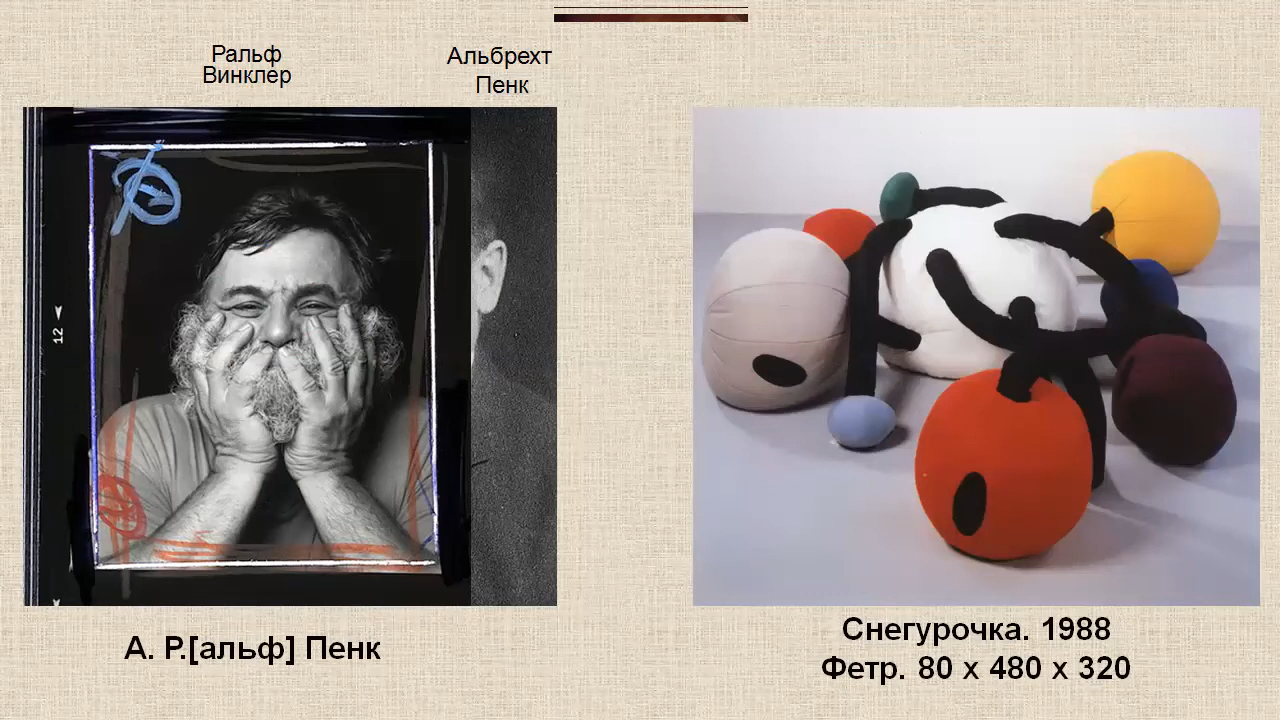 Ральф
Винклер
Альбрехт
Пенк
12
А. Р.[альф] Пенк
Снегурочка. 1988
Фетр. 80 х 480 х 320